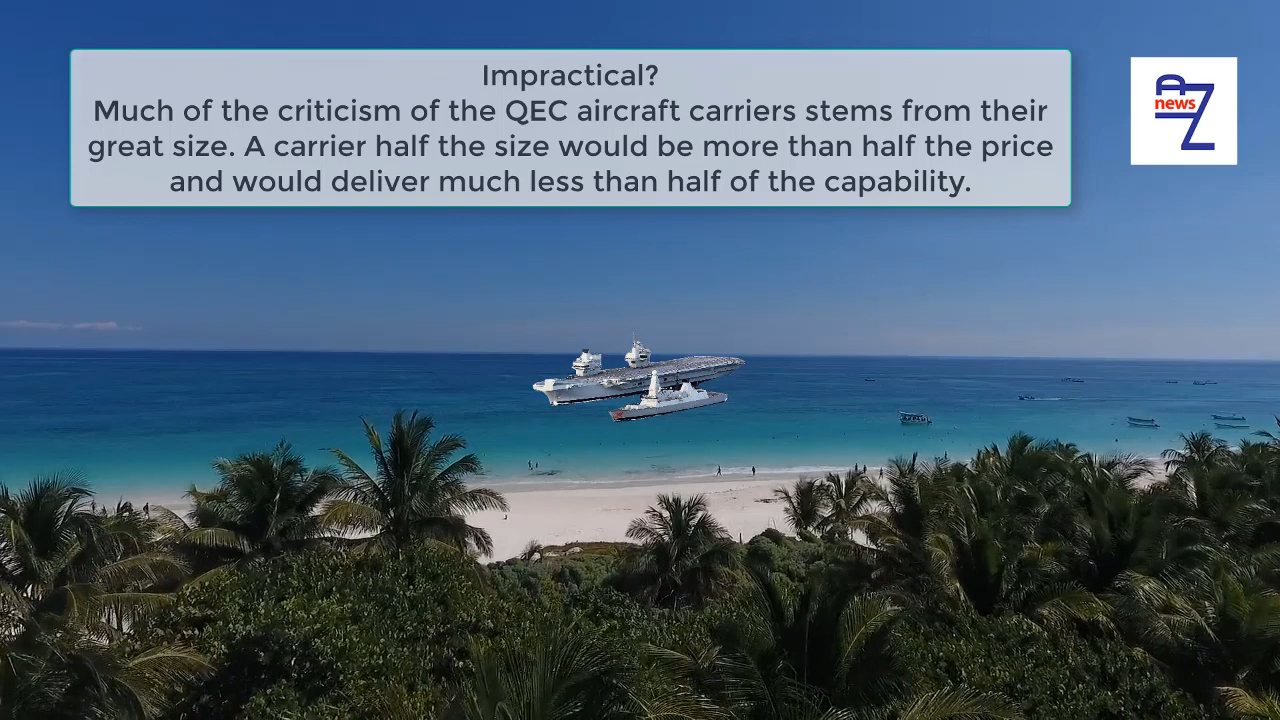 Impractical?
Much of the criticism of the QEC aircraft carriers stems from their
great size. A carrier half the size would be more than half the price
and would deliver much less than half of the capability.
A news Z